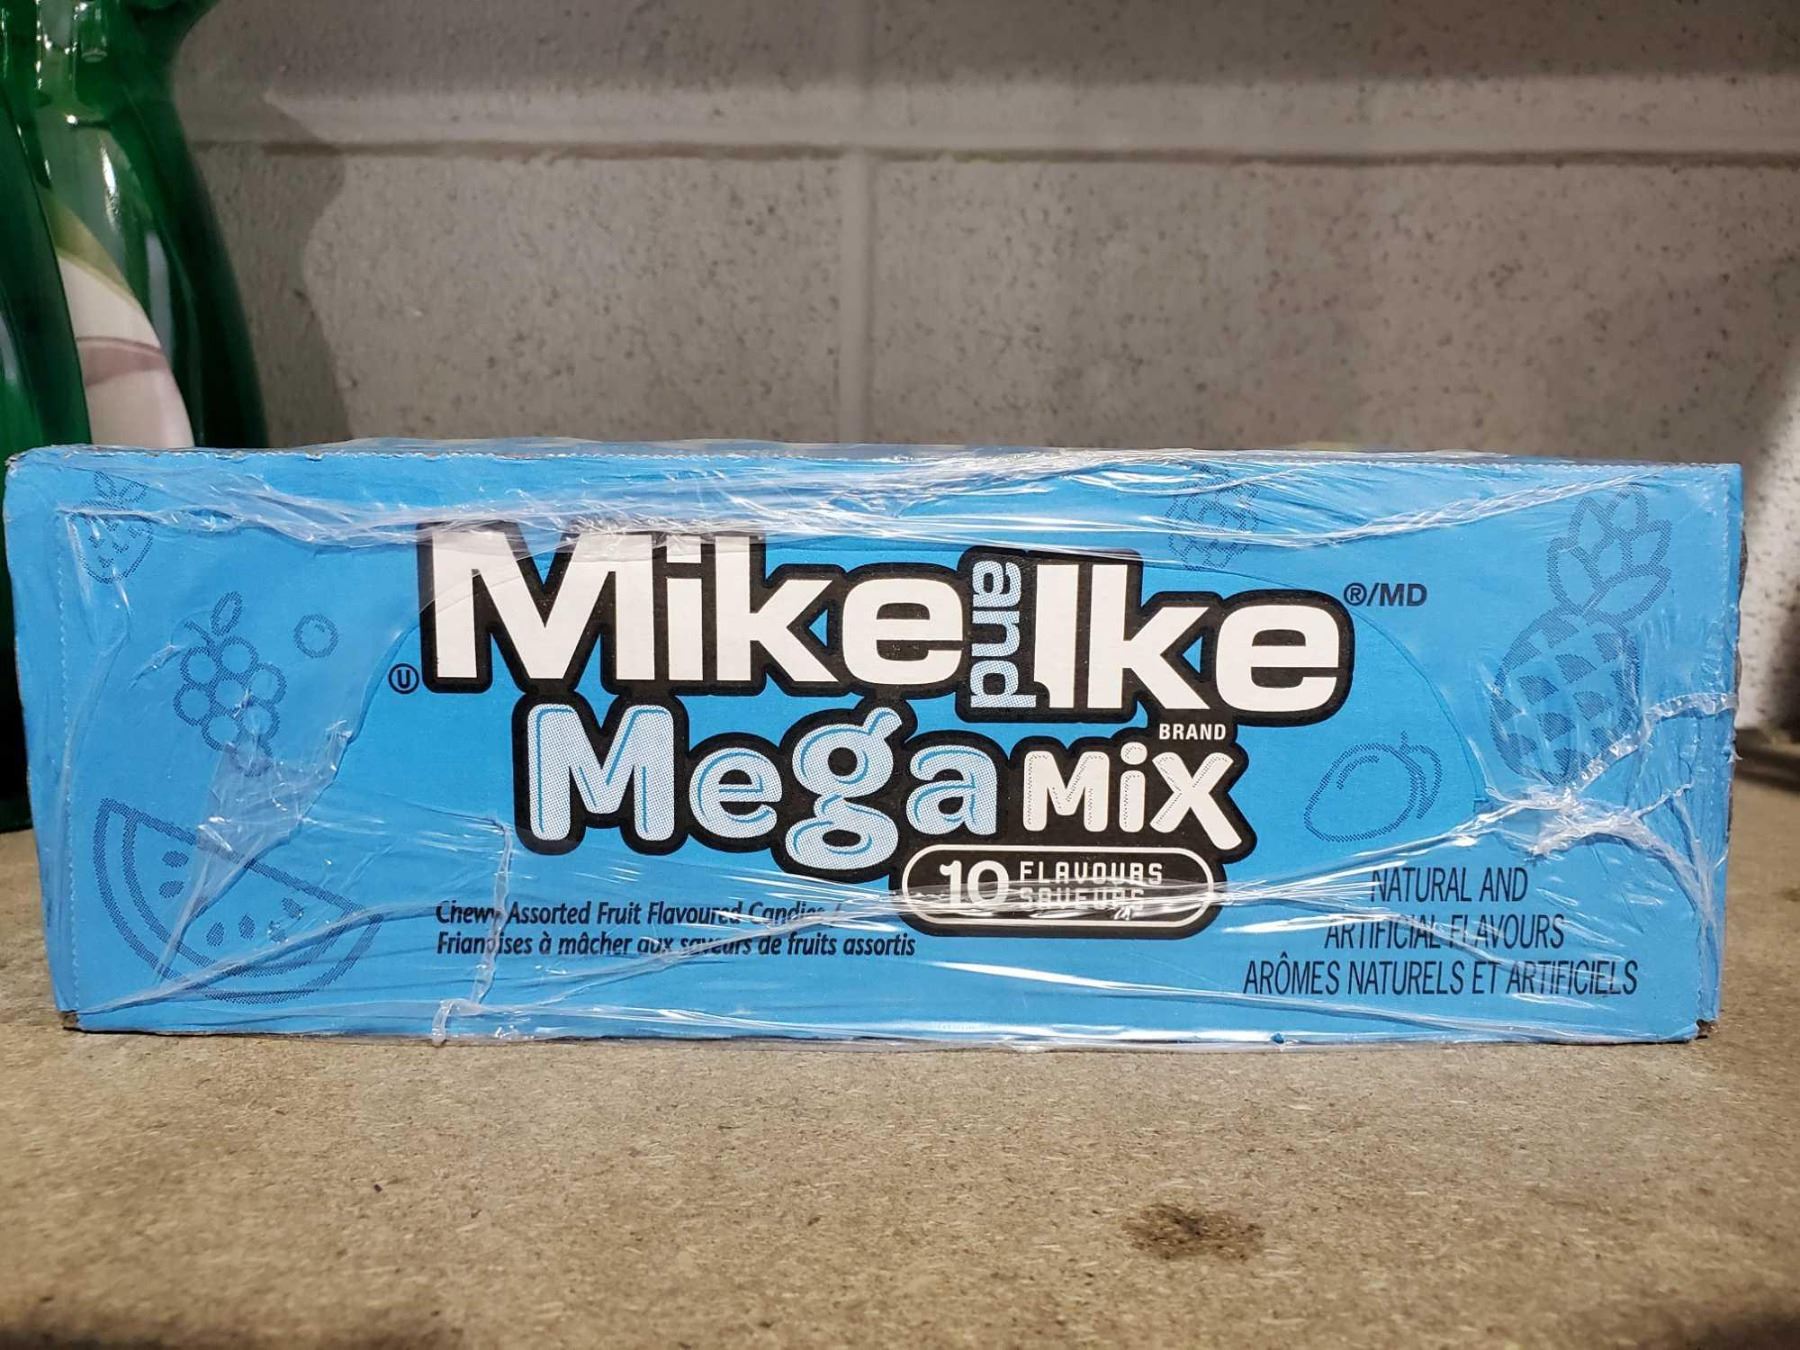 Mike and Ike ®/MD
Ⓤ
BRAND
Mega MiX
10 FLAVOURS
SAVEURS
Chewy Assorted Fruit Flavoured Candies /
Friandises à mâcher aux saveurs de fruits assortis
NATURAL AND
ARTIFICIAL FLAVOURS
ARÔMES NATURELS ET ARTIFICIELS